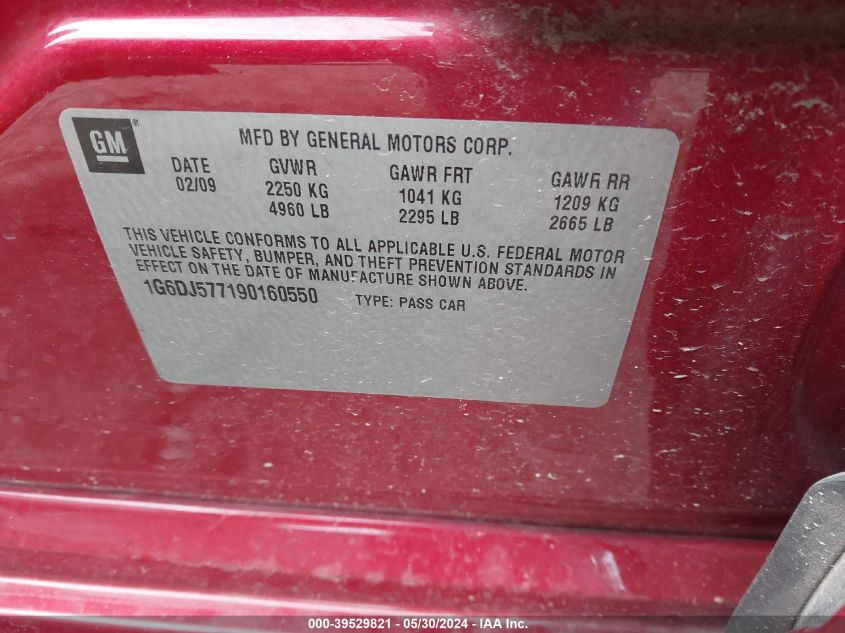 GM ®
MFD BY GENERAL MOTORS CORP.
DATE GVWR GAWR FRT GAWR RR
02/09 2250 KG 1041 KG 1209 KG
4960 LB 2295 LB 2665 LB
THIS VEHICLE CONFORMS TO ALL APPLICABLE U.S. FEDERAL MOTOR
VEHICLE SAFETY, BUMPER, AND THEFT PREVENTION STANDARDS IN
EFFECT ON THE DATE OF MANUFACTURE SHOWN ABOVE.
1G6DJ577190160550 TYPE: PASS CAR
000-39529821 - 05/30/2024 - IAA Inc.